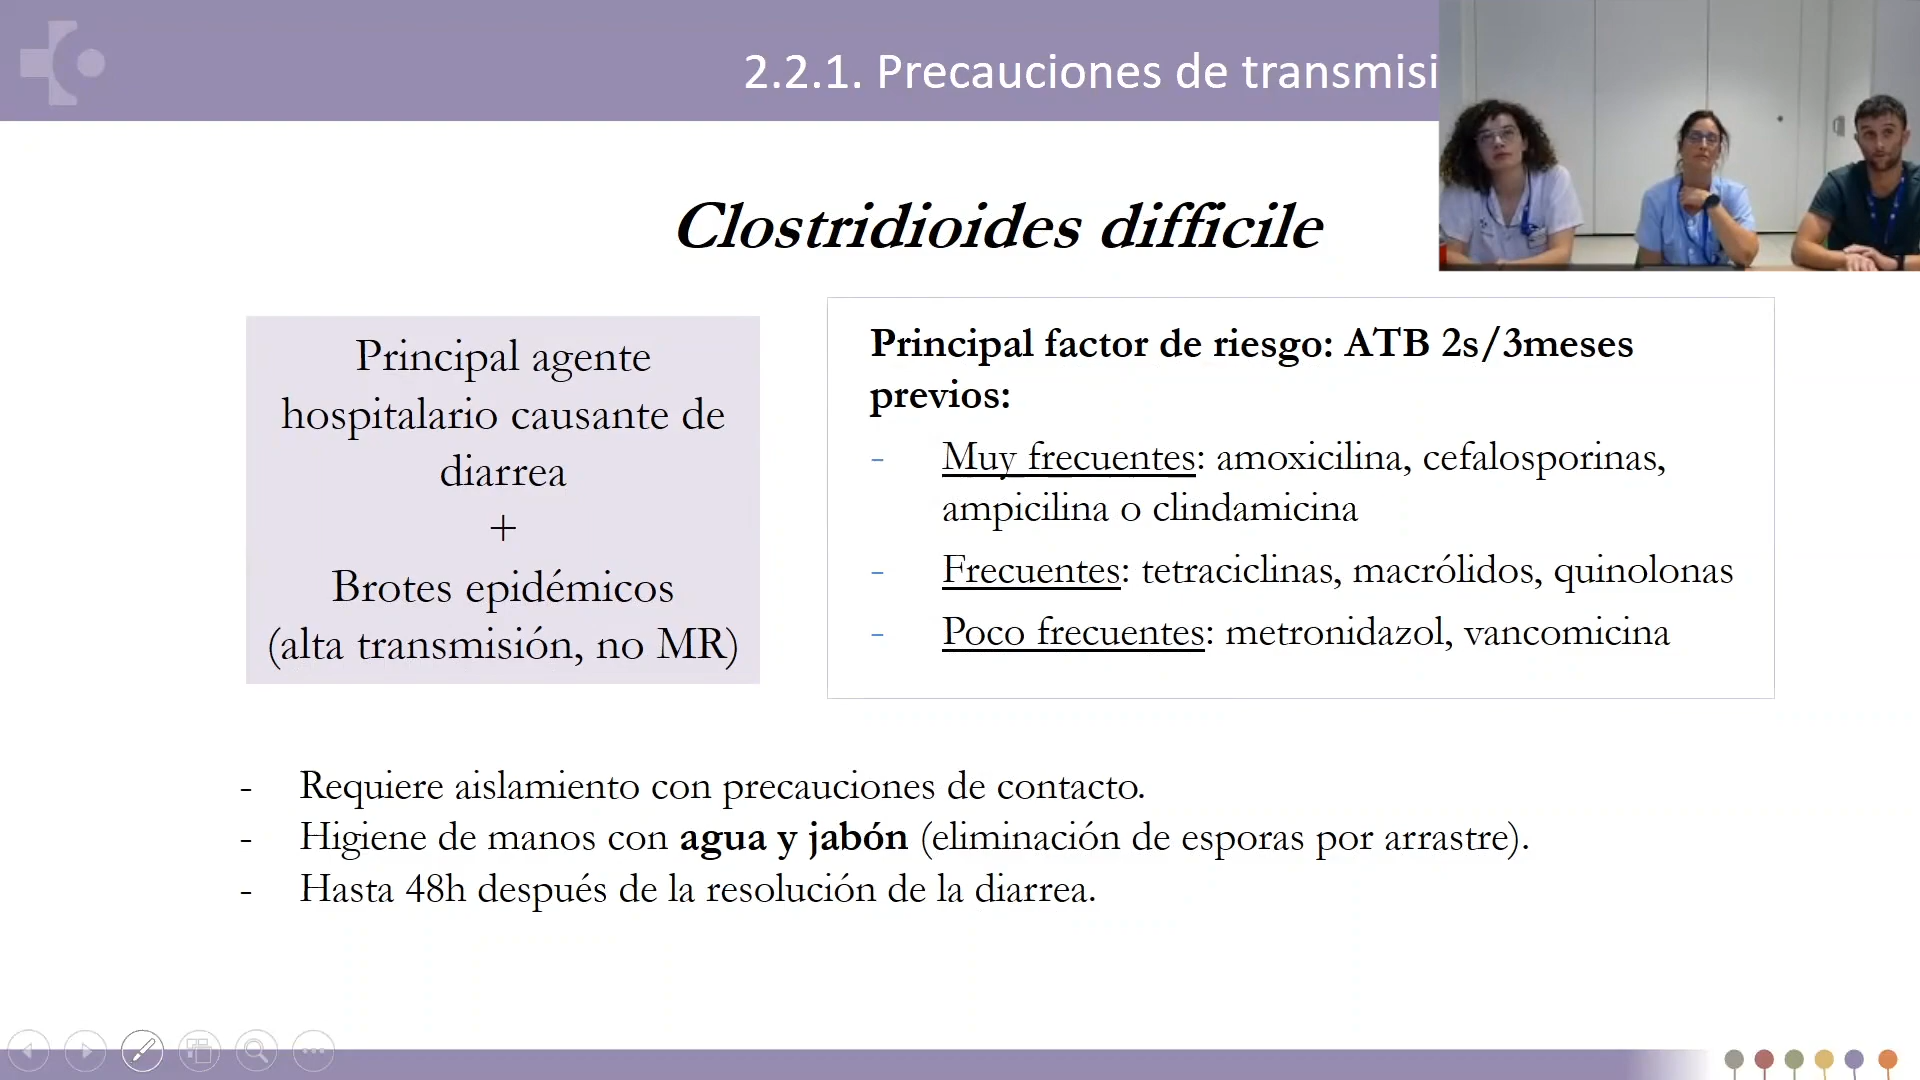 2.2.1. Precauciones de transmisi
Clostridioides difficile
Principal agente
hospitalario causante de
diarrea
+
Brotes epidémicos
(alta transmisión, no MR)
Principal factor de riesgo: ATB 2s/3meses
previos:
- Muy frecuentes: amoxicilina, cefalosporinas,
ampicilina o clindamicina
- Frecuentes: tetraciclinas, macrólidos, quinolonas
- Poco frecuentes: metronidazol, vancomicina
- Requiere aislamiento con precauciones de contacto.
- Higiene de manos con agua y jabón (eliminación de esporas por arrastre).
- Hasta 48h después de la resolución de la diarrea.